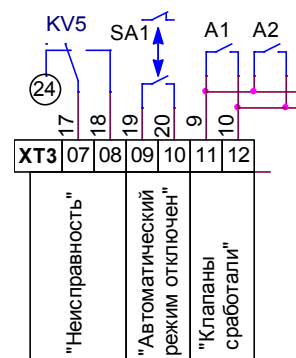 KV5
SA1
A1
A2
24
17
18
19
20
9
10
XT3 07 08 09 10 11 12
"Неисправность"
"Автоматический
режим отключен"
"Клапаны
сработали"